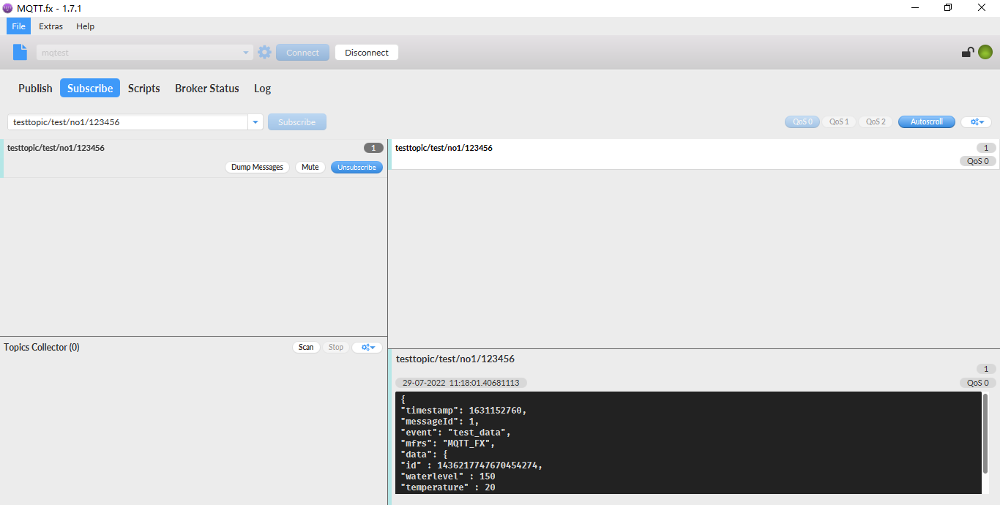 MQTT.fx - 1.7.1
File Extras Help
mqtest Connect Disconnect
Publish Subscribe Scripts Broker Status Log
testtopic/test/no1/123456 Subscribe QoS 0 QoS 1 QoS 2 Autoscroll
testtopic/test/no1/123456 1
Dump Messages Mute Unsubscribe
testtopic/test/no1/123456 1
QoS 0
Topics Collector (0) Scan Stop
testtopic/test/no1/123456
1
29-07-2022 11:18:01.40681113 QoS 0
{
"timestamp": 1631152760,
"messageId": 1,
"event": "test_data",
"mfrs": "MQTT_FX",
"data": {
"id" : 1436217747670454274,
"waterlevel" : 150
"temperature" : 20